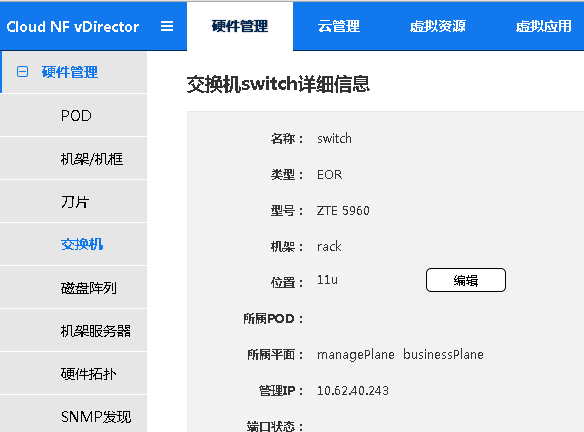 Cloud NF vDirector 硬件管理 云管理 虚拟资源 虚拟应用
硬件管理
POD
机架/机框
刀片
交换机
磁盘阵列
机架服务器
硬件拓扑
SNMP发现
交换机switch详细信息
名称： switch
类型： EOR
型号： ZTE 5960
机架： rack
位置： 11u 编辑
所属POD：
所属平面： managePlane businessPlane
管理IP： 10.62.40.243
端口状态：